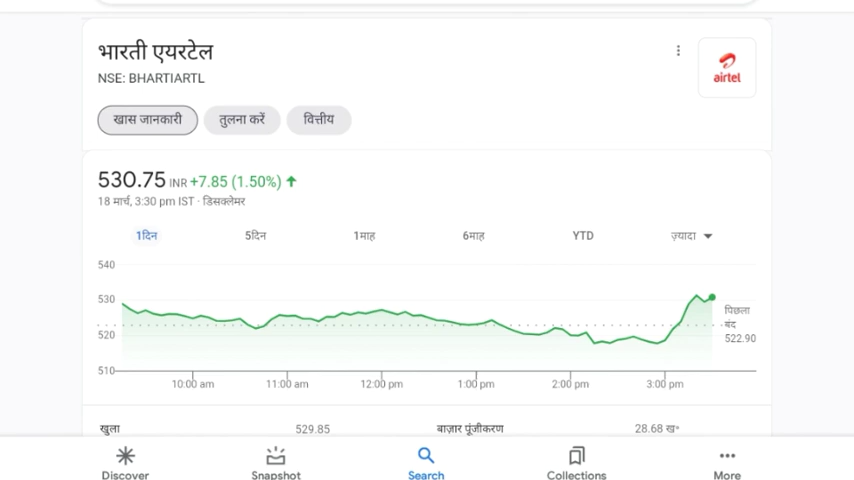 भारती एयरटेल
NSE: BHARTIARTL
airtel
खास जानकारी तुलना करें वित्तीय
530.75 INR +7.85 (1.50%)
18 मार्च, 3:30 pm IST · डिसक्लेमर
1दिन 5दिन 1माह 6माह YTD ज़्यादा
540
530
520
510
पिछला
बंद
522.90
10:00 am 11:00 am 12:00 pm 1:00 pm 2:00 pm 3:00 pm
खुला 529.85 बाज़ार पूंजीकरण 28.68 ख॰
Discover Snapshot Search Collections More